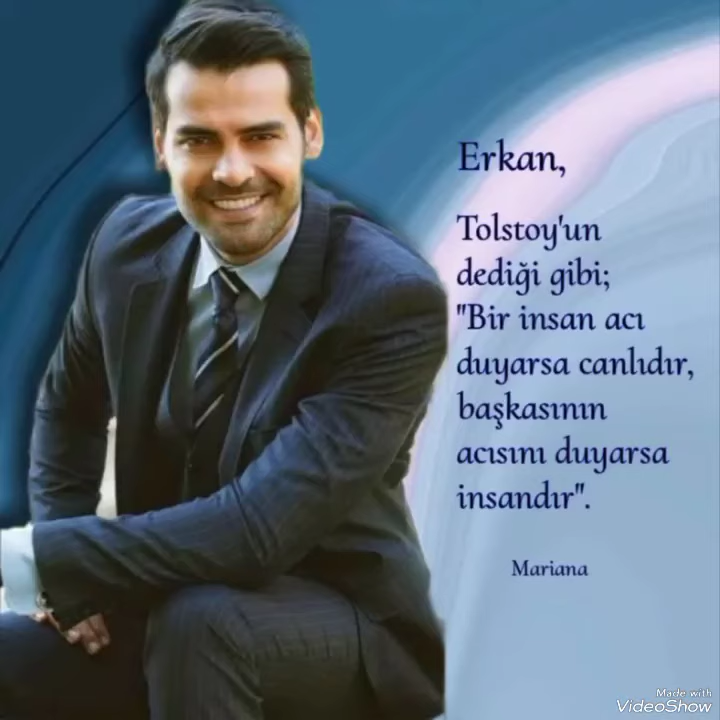 Erkan,
Tolstoy'un
dediği gibi;
"Bir insan acı
duyarsa canlıdır,
başkasının
acısını duyarsa
insandır".
Mariana
Made with
VideoShow